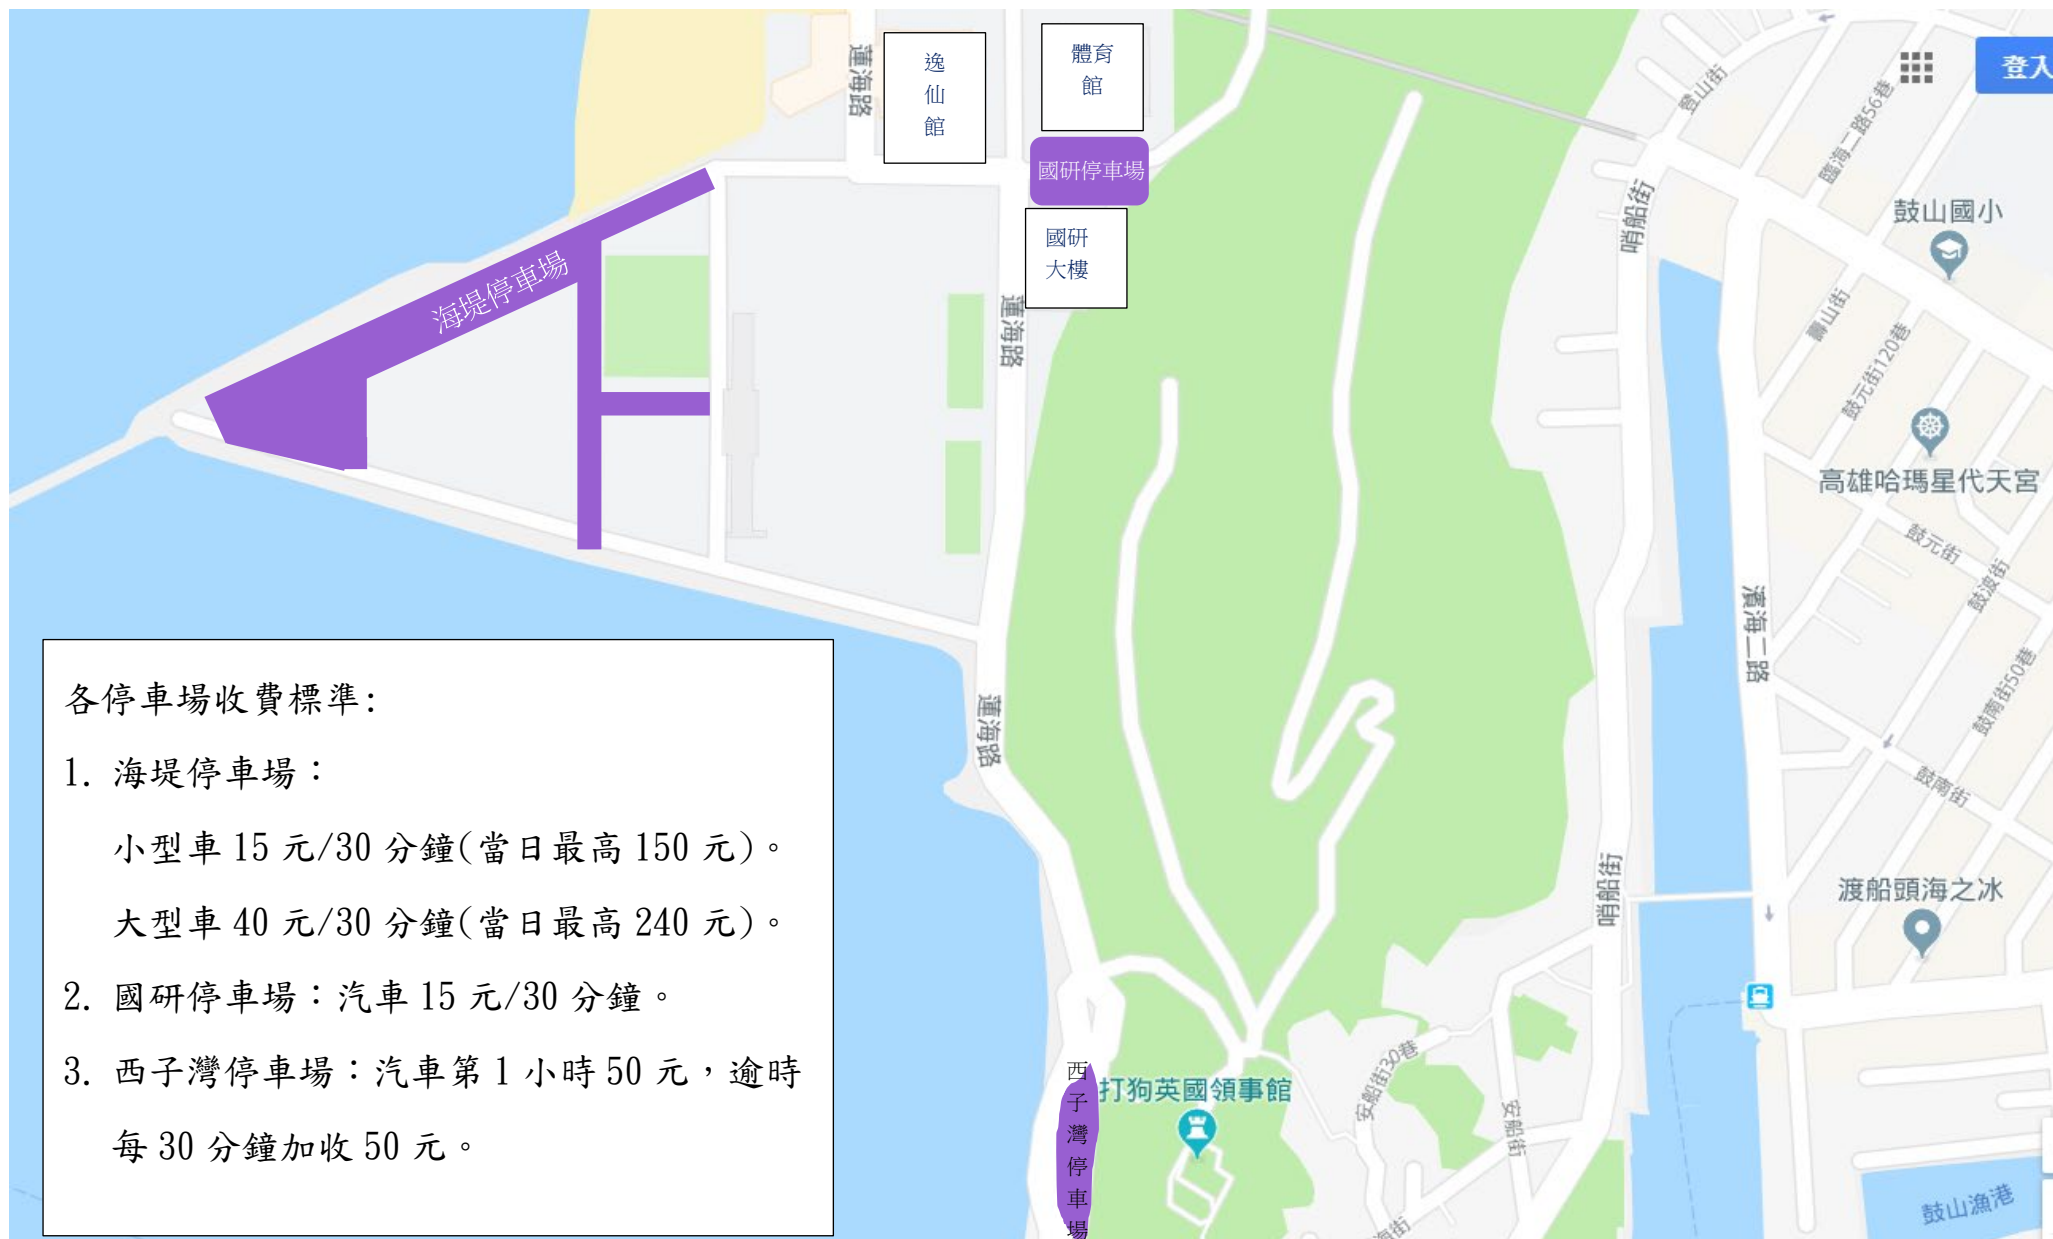 登入
蓮海路
逸仙館
體育館
國研停車場
國研大樓
海堤停車場
蓮海路
蓮海路
登山街
臨海二路56巷
哨船街
鼓山國小
壽山街
鼓元街120巷
高雄哈瑪星代天宮
鼓元街
鼓波街
濱海二路
鼓南街50巷
鼓南街
哨船街
渡船頭海之冰
各停車場收費標準:
1. 海堤停車場：
小型車 15 元/30 分鐘(當日最高 150 元)。
大型車 40 元/30 分鐘(當日最高 240 元)。
2. 國研停車場：汽車 15 元/30 分鐘。
3. 西子灣停車場：汽車第 1 小時 50 元，逾時
每 30 分鐘加收 50 元。
西子灣停車場
打狗英國領事館
安船街30巷
安船街
海街
鼓山漁港